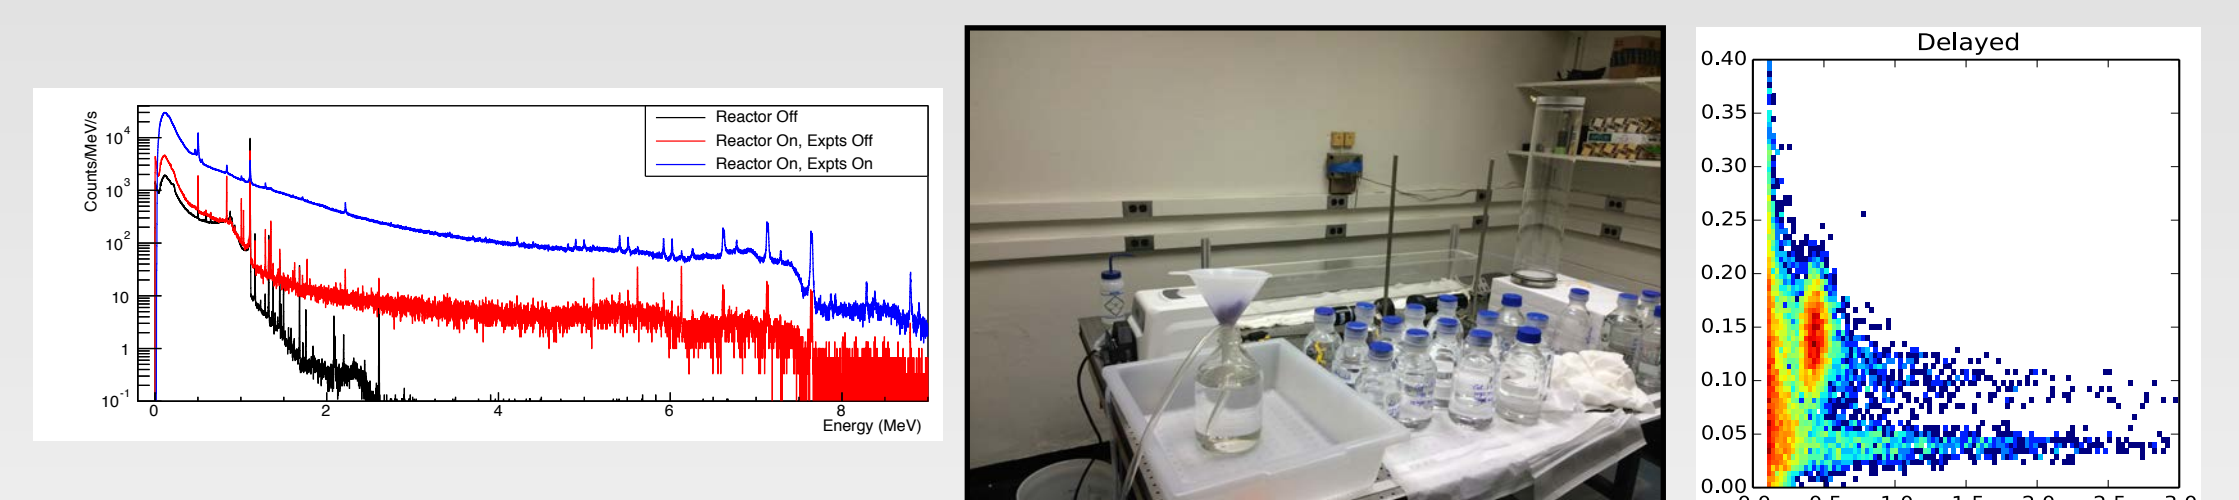 Counts/MeV/s
10⁴
10³
10²
10
1
10⁻¹
0 2 4 6 8
Energy (MeV)
Reactor Off
Reactor On, Expts Off
Reactor On, Expts On
Delayed
0.40
0.35
0.30
0.25
0.20
0.15
0.10
0.05
0.00